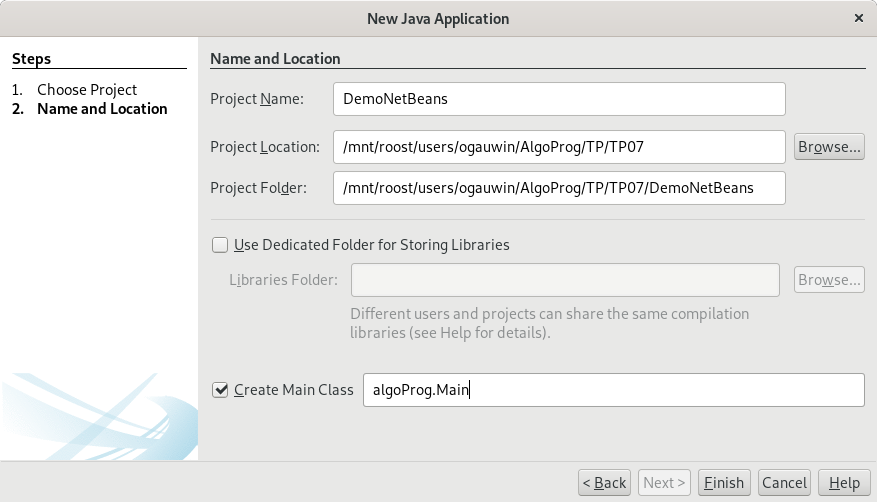 New Java Application
×
Steps
1. Choose Project
2. Name and Location
Name and Location
Project Name: DemoNetBeans
Project Location: /mnt/roost/users/ogauwin/AlgoProg/TP/TP07 Browse...
Project Folder: /mnt/roost/users/ogauwin/AlgoProg/TP/TP07/DemoNetBeans
Use Dedicated Folder for Storing Libraries
Libraries Folder: Browse...
Different users and projects can share the same compilation
libraries (see Help for details).
Create Main Class algoProg.Main
< Back Next > Finish Cancel Help